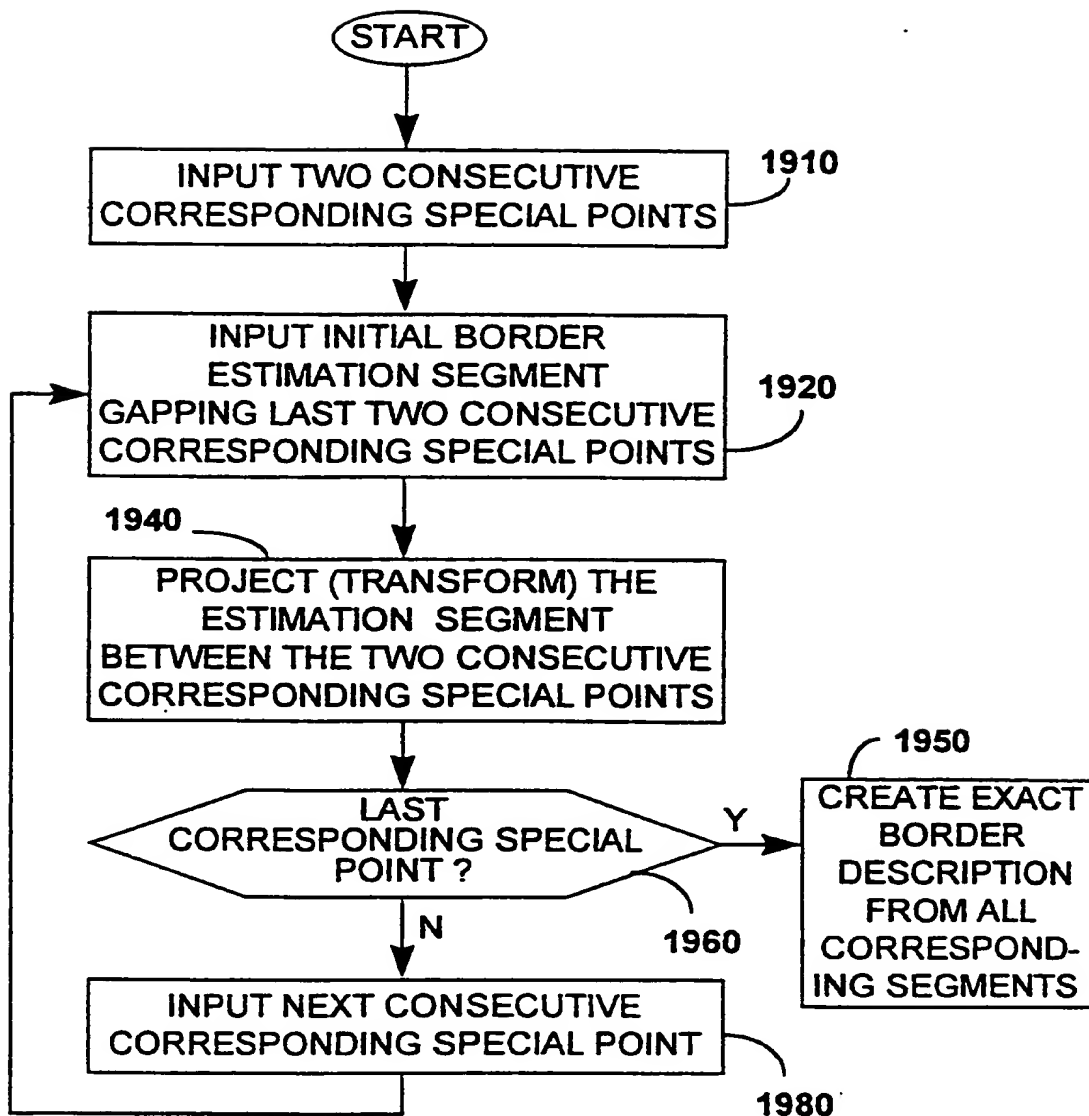 START
INPUT TWO CONSECUTIVE
CORRESPONDING SPECIAL POINTS
1910
INPUT INITIAL BORDER
ESTIMATION SEGMENT
GAPPING LAST TWO CONSECUTIVE
CORRESPONDING SPECIAL POINTS
1920
1940
PROJECT (TRANSFORM) THE
ESTIMATION SEGMENT
BETWEEN THE TWO CONSECUTIVE
CORRESPONDING SPECIAL POINTS
LAST
CORRESPONDING SPECIAL
POINT ?
Y
N
1960
1950
CREATE EXACT
BORDER
DESCRIPTION
FROM ALL
CORRESPOND-
ING SEGMENTS
INPUT NEXT CONSECUTIVE
CORRESPONDING SPECIAL POINT
1980